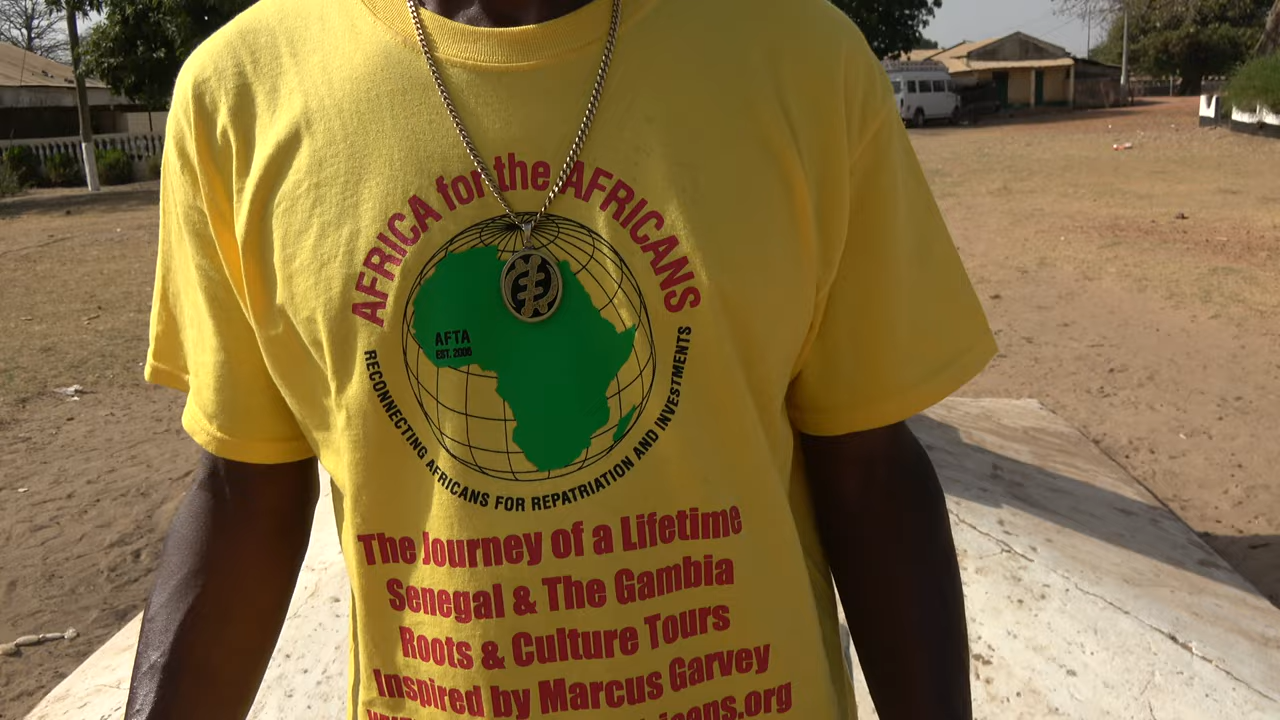 AFRICA for the AFRICANS
AFTA
EST. 2005
RECONNECTING AFRICANS FOR REPATRIATION AND INVESTMENTS
The Journey of a Lifetime
Senegal & The Gambia
Roots & Culture Tours
Inspired by Marcus Garvey